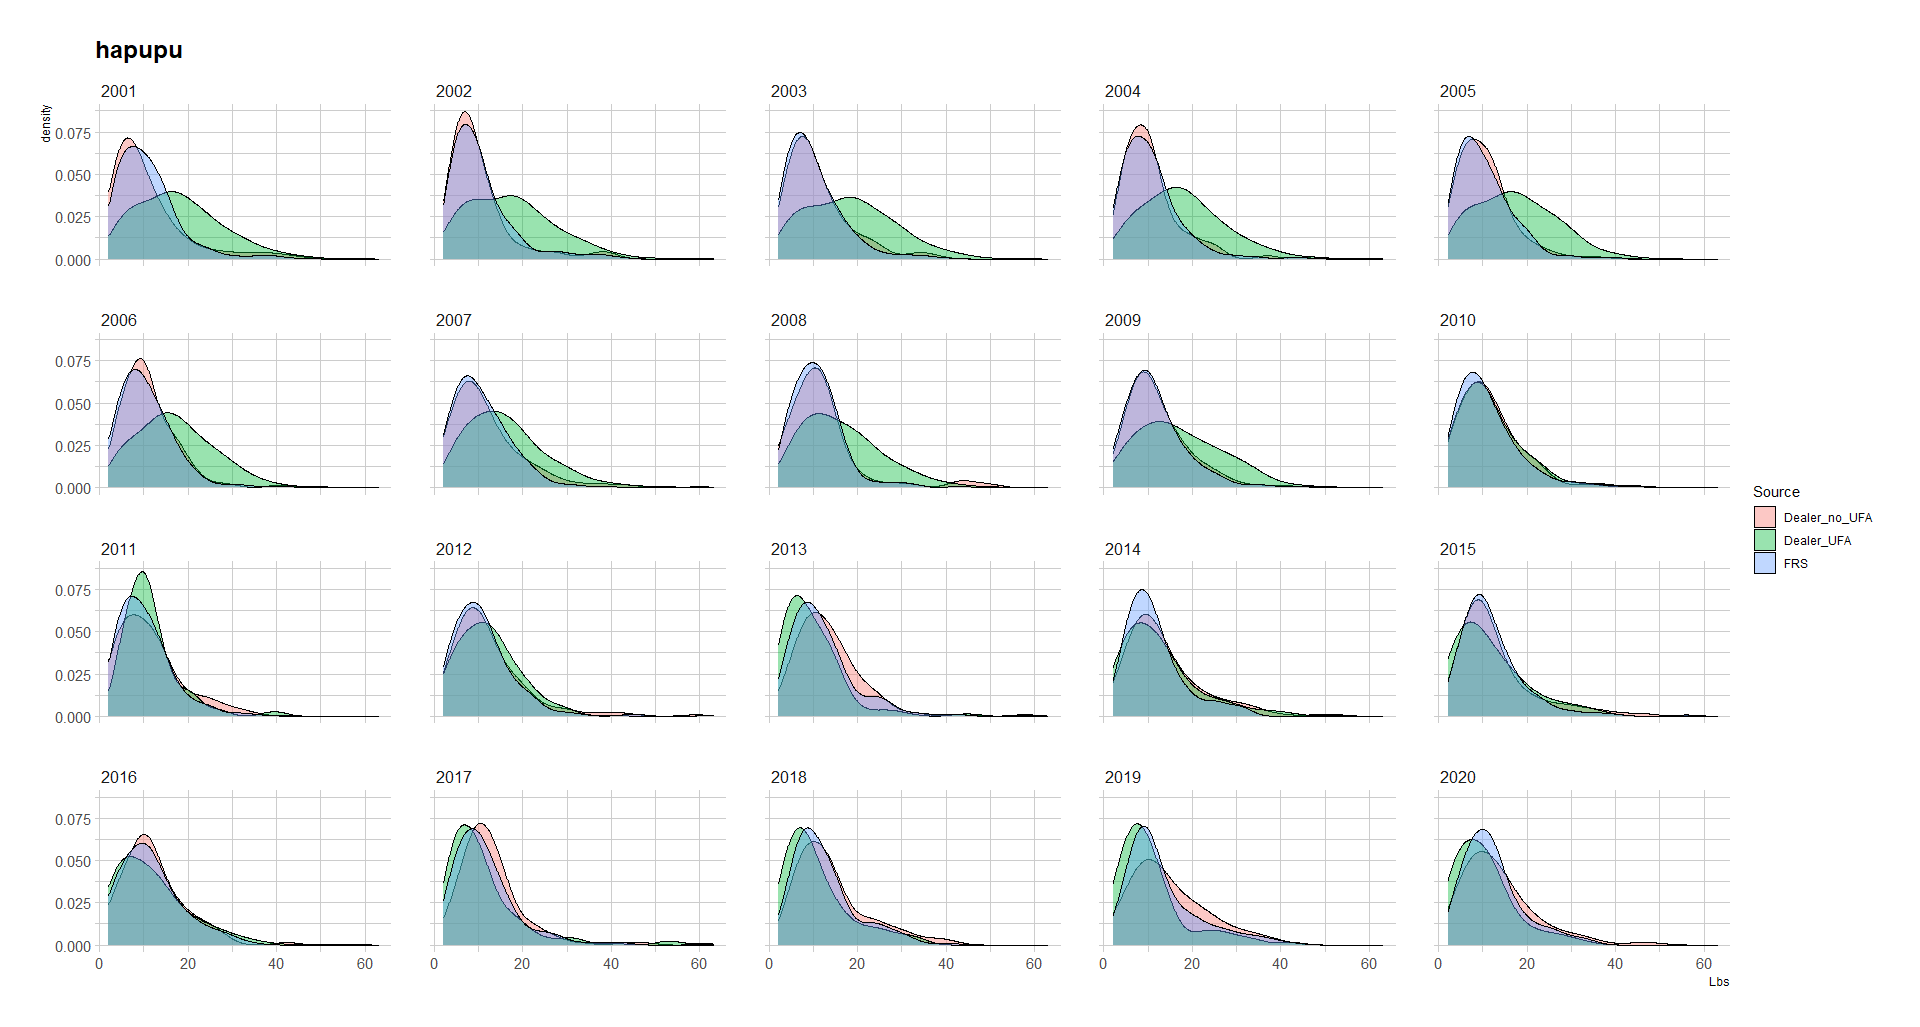 hapupu
2001 2002 2003 2004 2005
density
0.075
0.050
0.025
0.000
2006 2007 2008 2009 2010
0.075
0.050
0.025
0.000
Source
Dealer_no_UFA
Dealer_UFA
FRS
2011 2012 2013 2014 2015
0.075
0.050
0.025
0.000
2016 2017 2018 2019 2020
0.075
0.050
0.025
0.000
0 20 40 60 0 20 40 60 0 20 40 60 0 20 40 60 0 20 40 60
Lbs